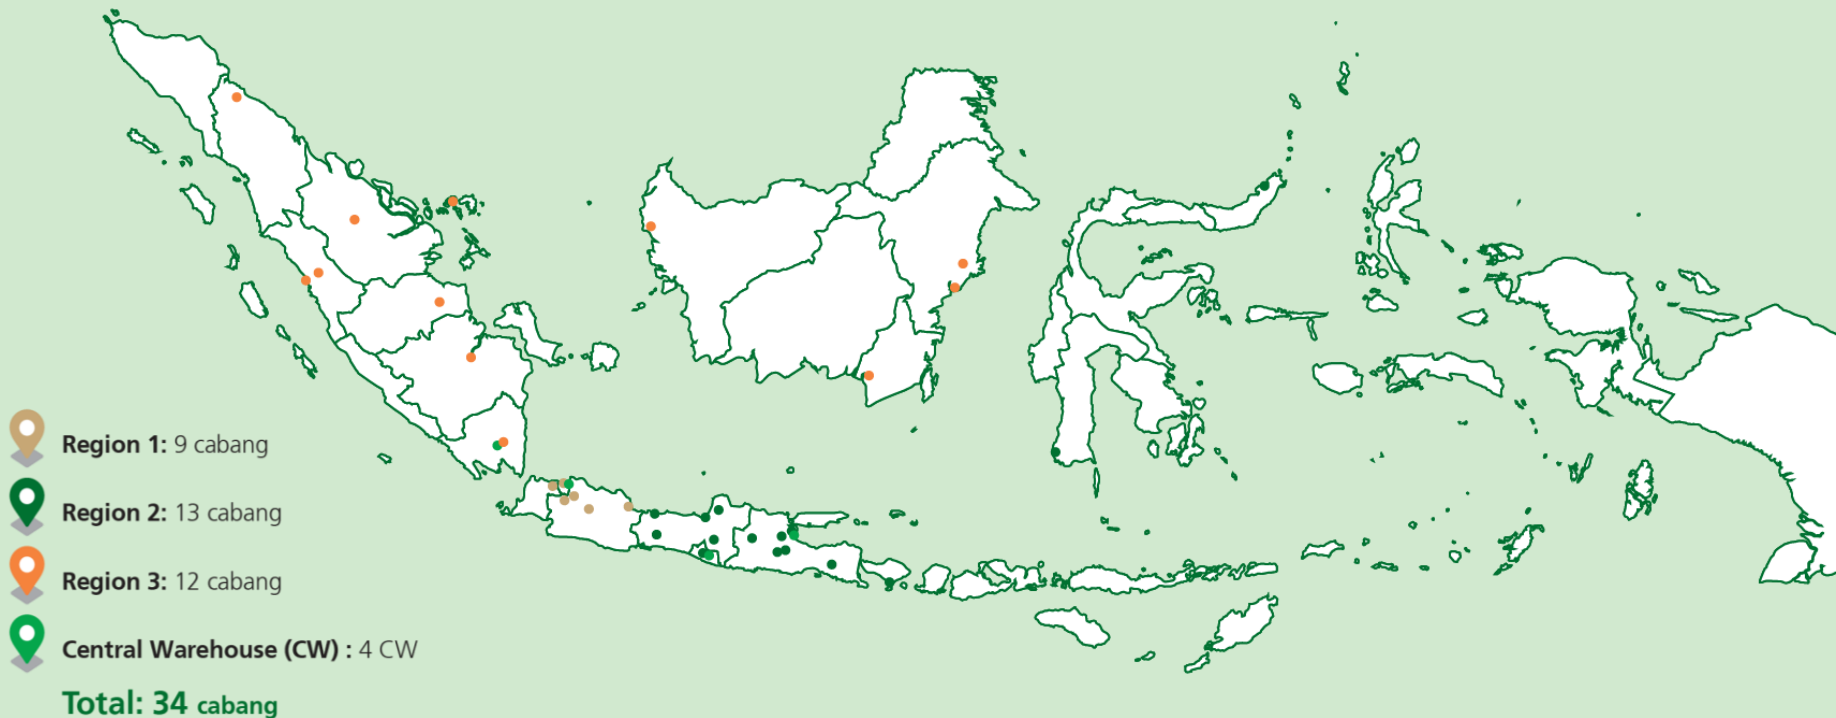 Region 1: 9 cabang
Region 2: 13 cabang
Region 3: 12 cabang
Central Warehouse (CW) : 4 CW
Total: 34 cabang